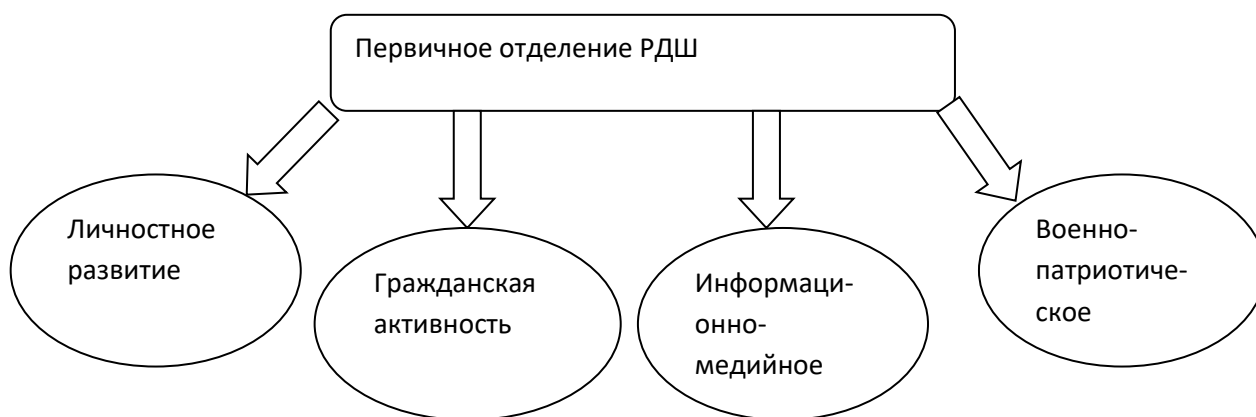 Первичное отделение РДШ
Личностное
развитие
Гражданская
активность
Информаци-
онно-
медийное
Военно-
патриотиче-
ское